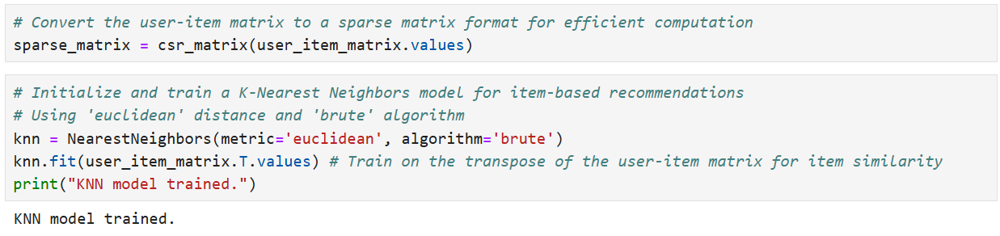 # Convert the user-item matrix to a sparse matrix format for efficient computation
sparse_matrix = csr_matrix(user_item_matrix.values)
# Initialize and train a K-Nearest Neighbors model for item-based recommendations
# Using 'euclidean' distance and 'brute' algorithm
knn = NearestNeighbors(metric='euclidean', algorithm='brute')
knn.fit(user_item_matrix.T.values) # Train on the transpose of the user-item matrix for item similarity
print("KNN model trained.")
KNN model trained.